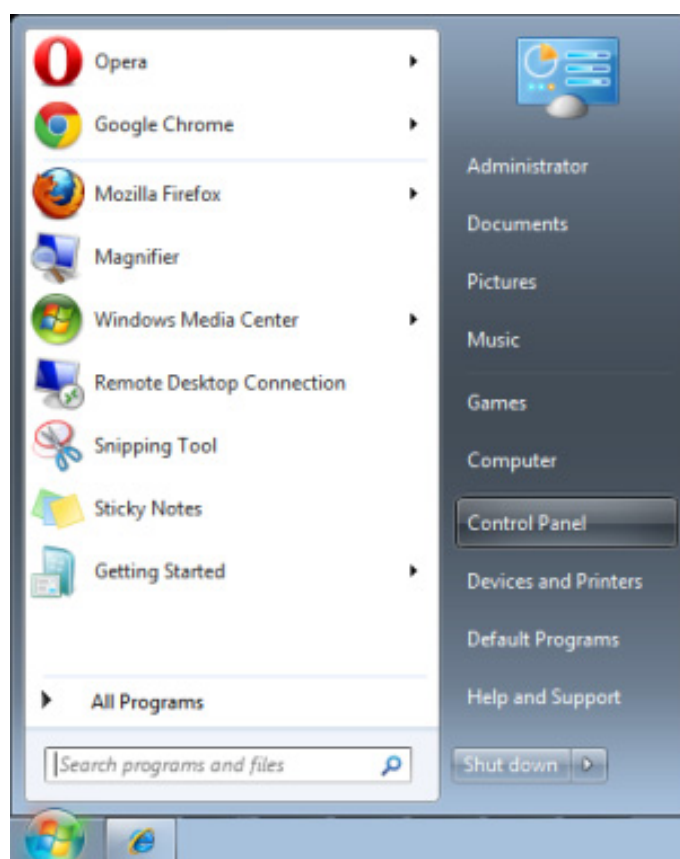 Opera
Google Chrome
Mozilla Firefox
Magnifier
Windows Media Center
Remote Desktop Connection
Snipping Tool
Sticky Notes
Getting Started
All Programs
Search programs and files
Administrator
Documents
Pictures
Music
Games
Computer
Control Panel
Devices and Printers
Default Programs
Help and Support
Shut down